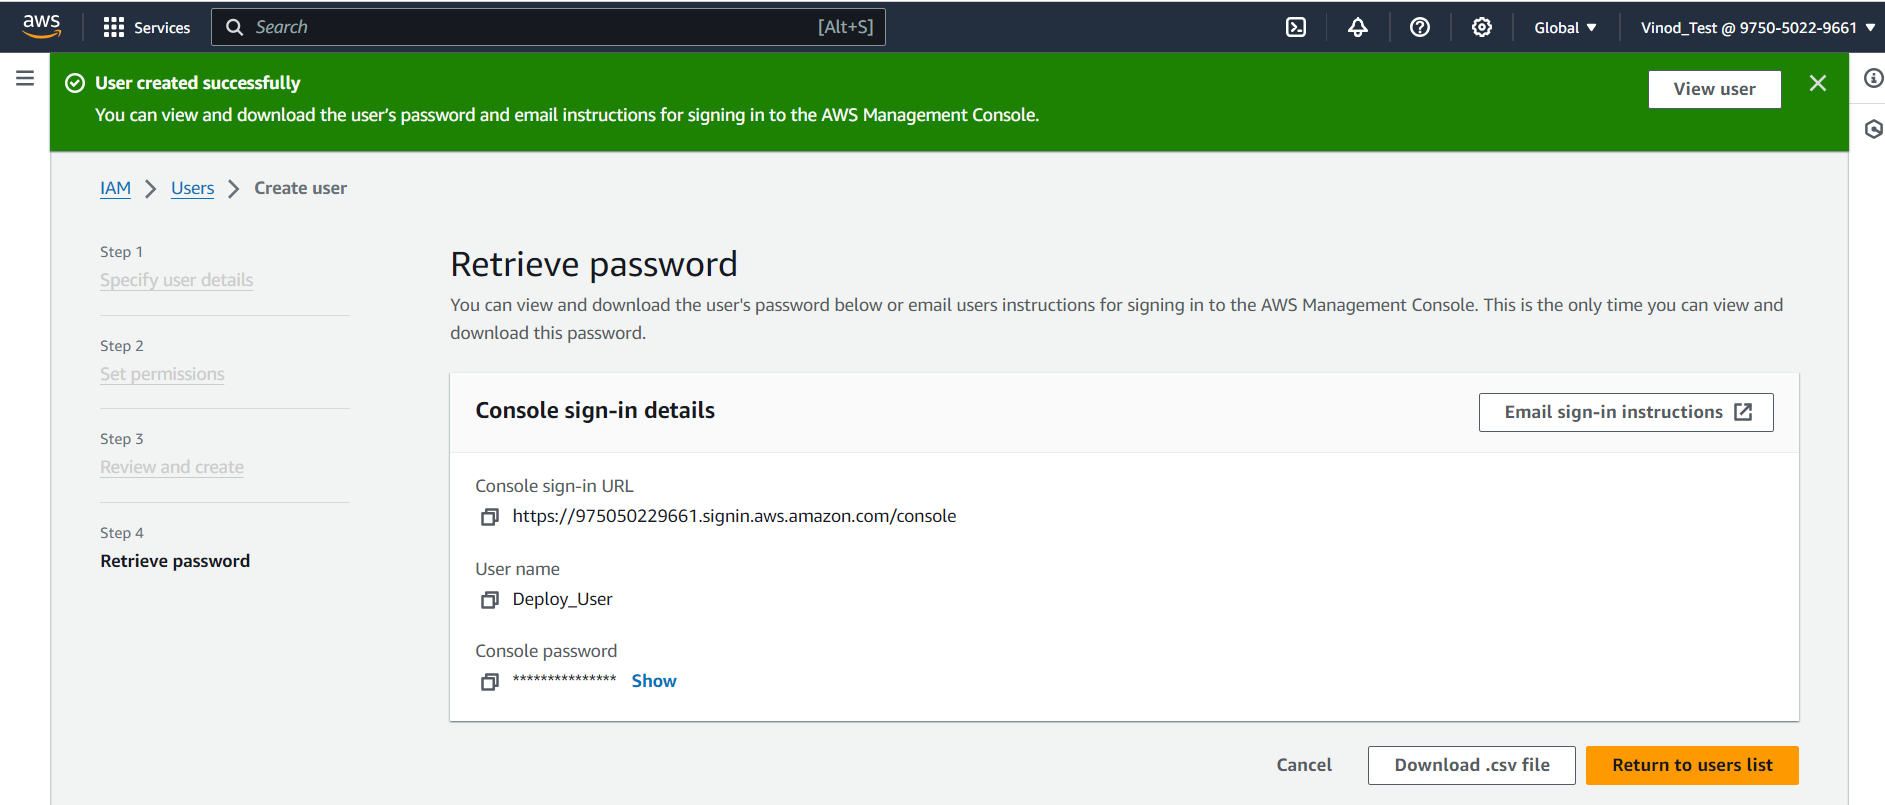 aws
Services
Search [Alt+S]
Global
Vinod_Test @ 9750-5022-9661
User created successfully
You can view and download the user’s password and email instructions for signing in to the AWS Management Console.
View user
IAM
Users
Create user
Step 1
Specify user details
Step 2
Set permissions
Step 3
Review and create
Step 4
Retrieve password
Retrieve password
You can view and download the user's password below or email users instructions for signing in to the AWS Management Console. This is the only time you can view and
download this password.
Console sign-in details
Email sign-in instructions
Console sign-in URL
https://975050229661.signin.aws.amazon.com/console
User name
Deploy_User
Console password
*************** Show
Cancel
Download .csv file
Return to users list